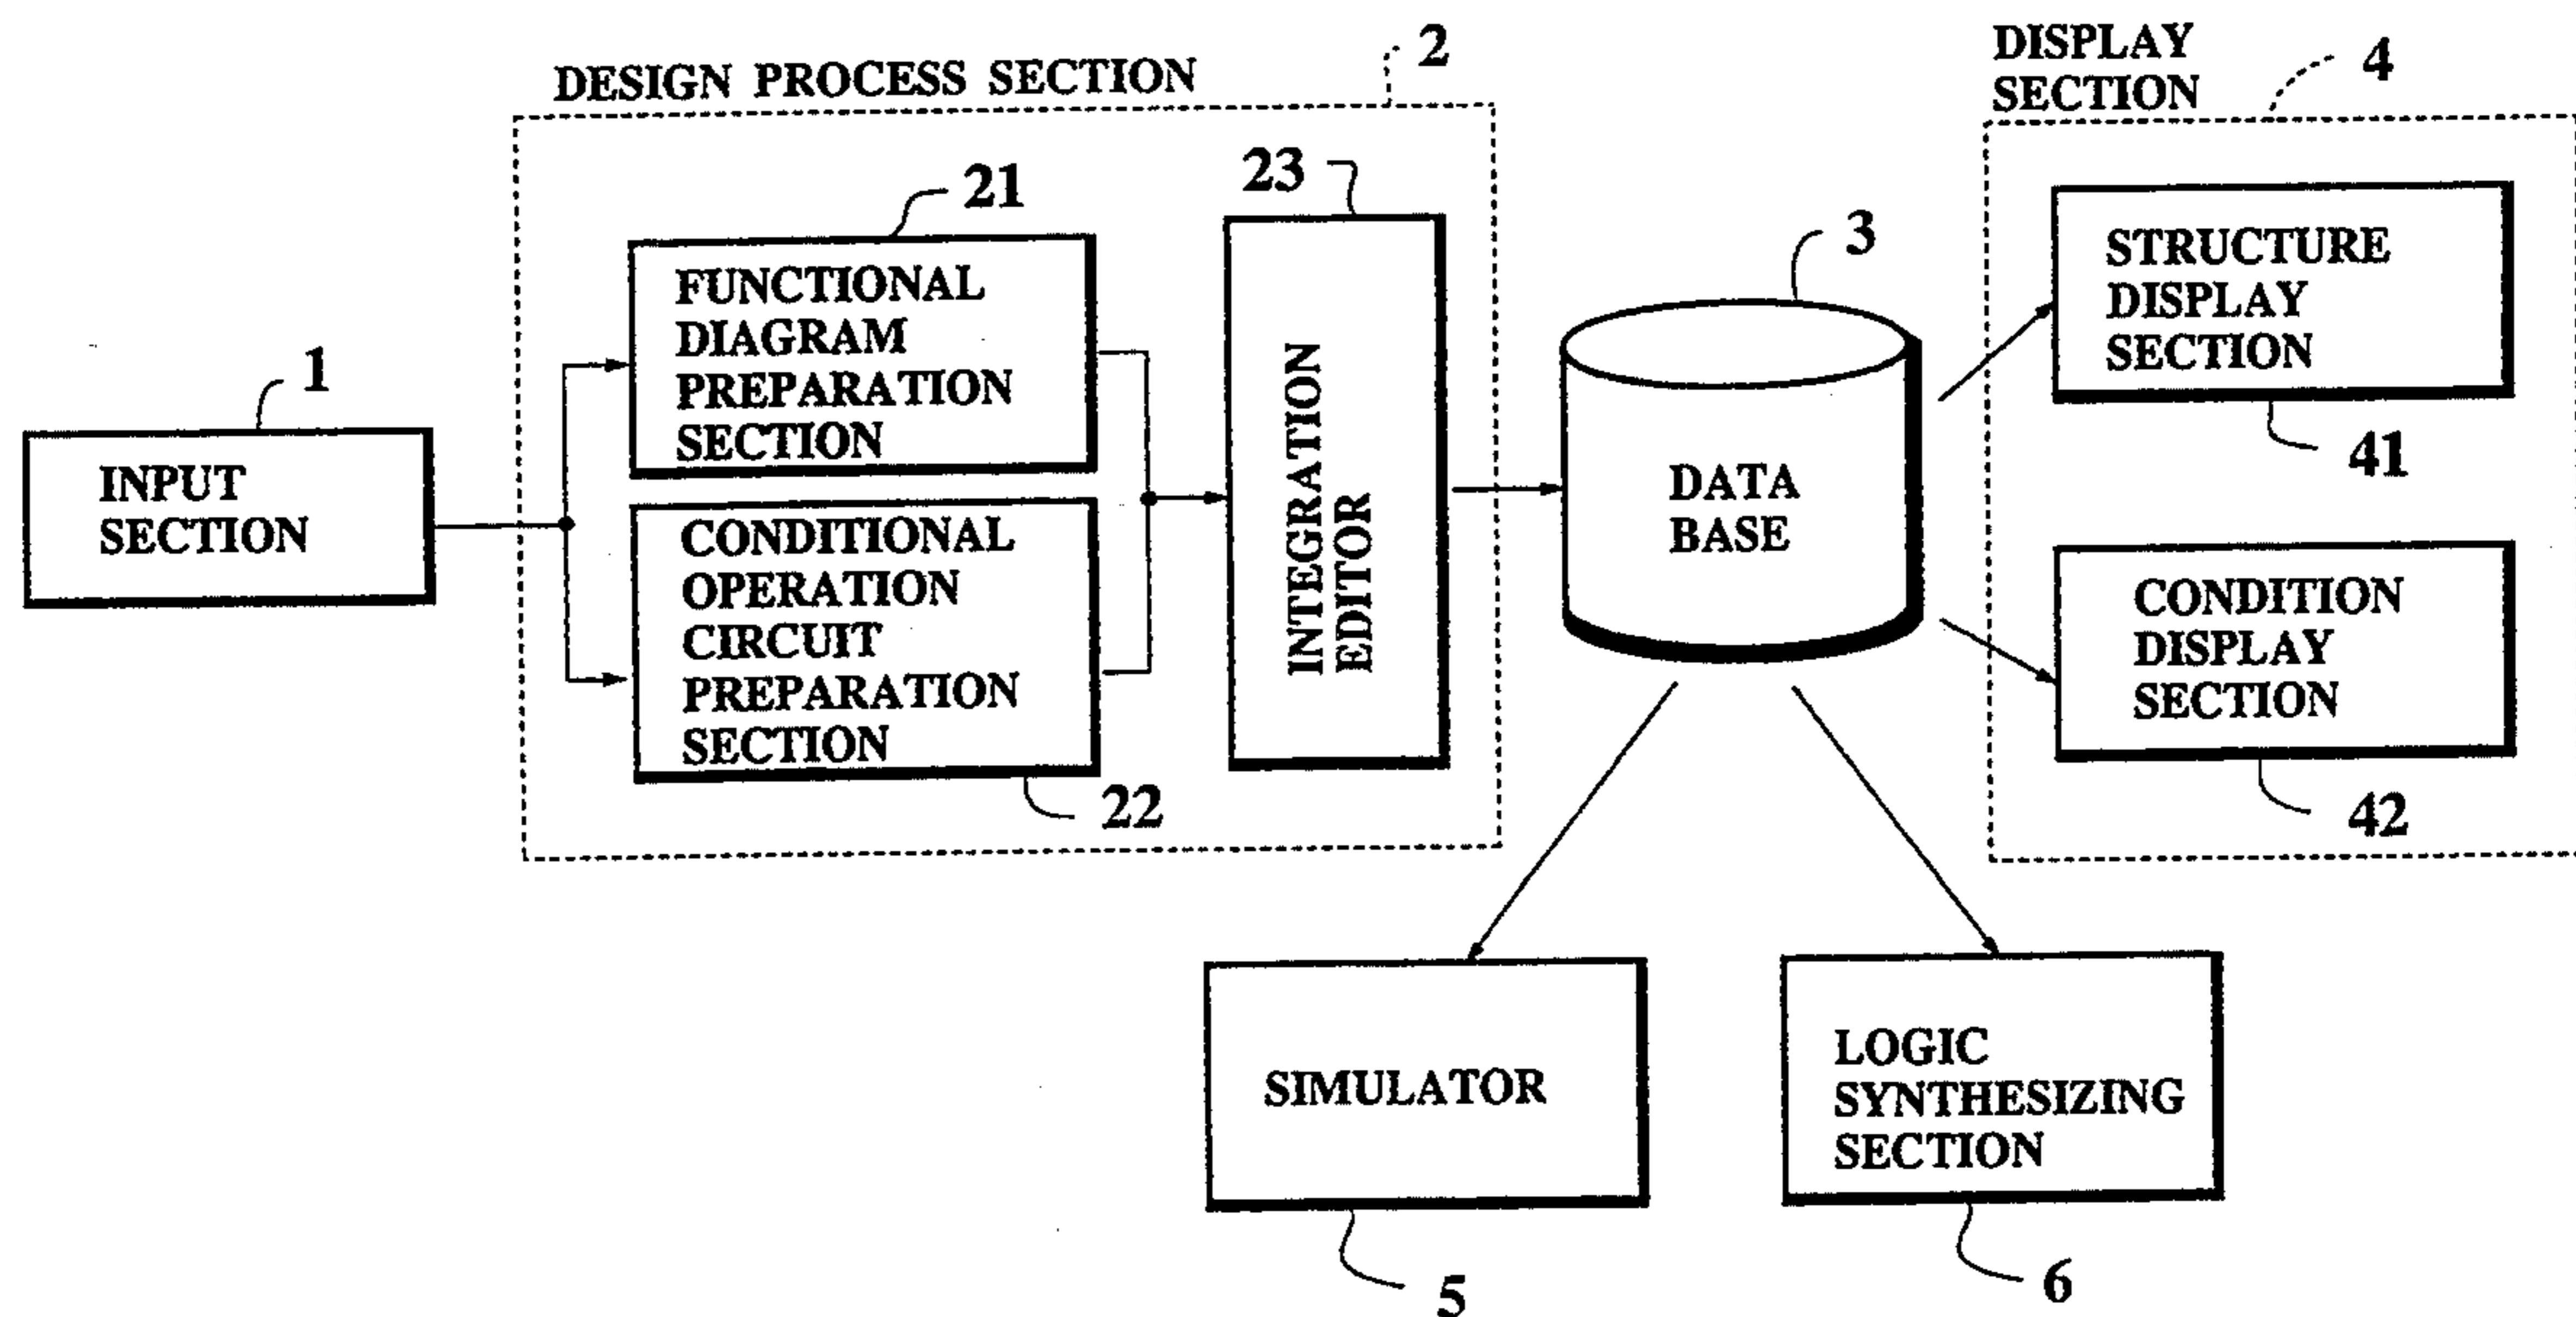 DESIGN PROCESS SECTION
2
DISPLAY
SECTION
4
1
INPUT
SECTION
21
FUNCTIONAL
DIAGRAM
PREPARATION
SECTION
CONDITIONAL
OPERATION
CIRCUIT
PREPARATION
SECTION
22
23
INTEGRATION
EDITOR
3
DATA
BASE
STRUCTURE
DISPLAY
SECTION
41
CONDITION
DISPLAY
SECTION
42
SIMULATOR
5
LOGIC
SYNTHESIZING
SECTION
6